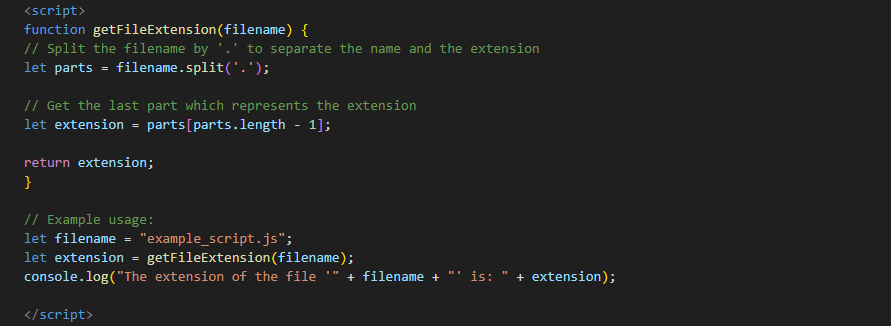 <script>
function getFileExtension(filename) {
// Split the filename by '.' to separate the name and the extension
let parts = filename.split('.');
// Get the last part which represents the extension
let extension = parts[parts.length - 1];
return extension;
}
// Example usage:
let filename = "example_script.js";
let extension = getFileExtension(filename);
console.log("The extension of the file '" + filename + "' is: " + extension);
</script>